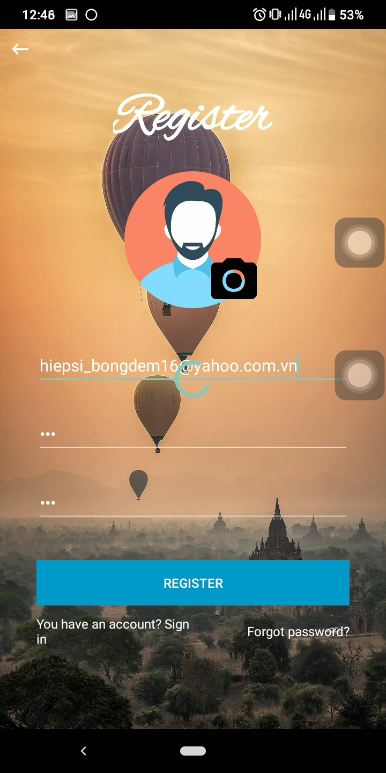 12:46
4G 53%
Register
hiepsi_bongdem16@yahoo.com.vn
•••
•••
REGISTER
You have an account? Sign
in
Forgot password?